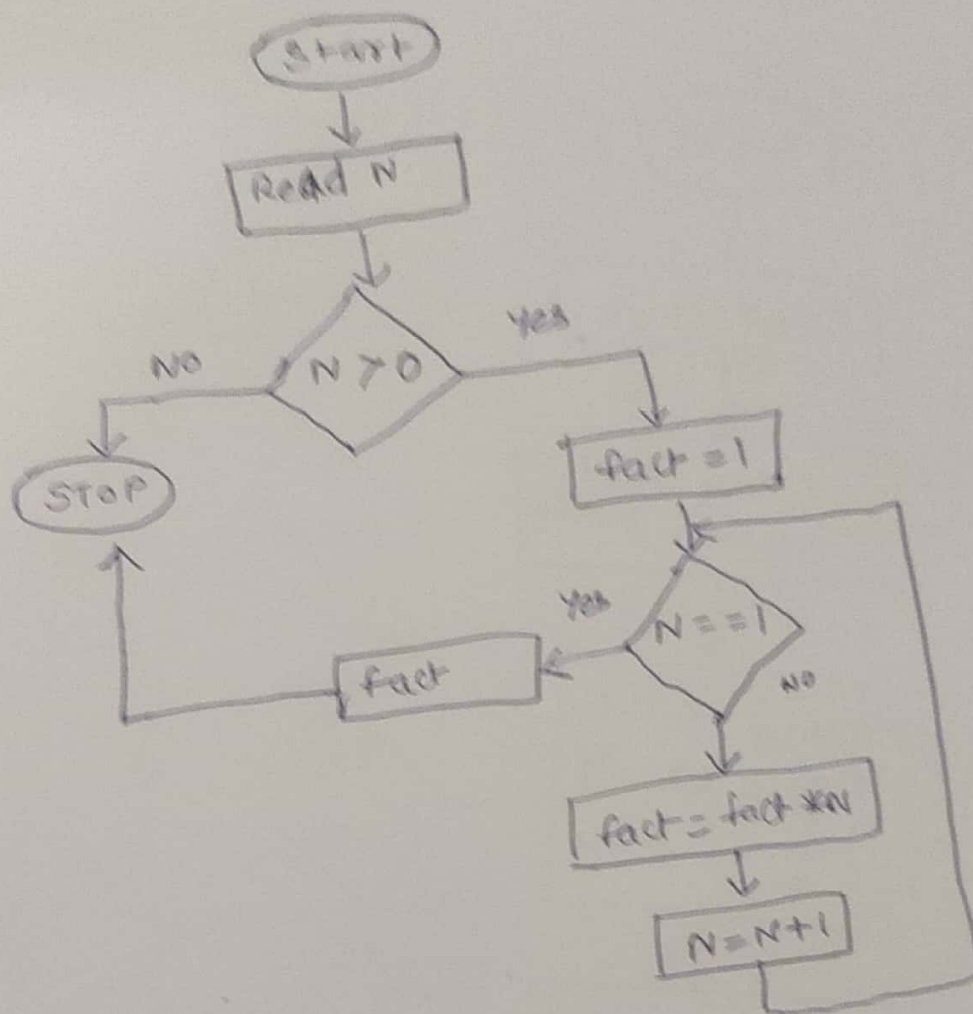 Start
Read N
N > 0
NO
Yes
STOP
fact = 1
N == 1
Yes
NO
fact
fact = fact *N
N = N+1